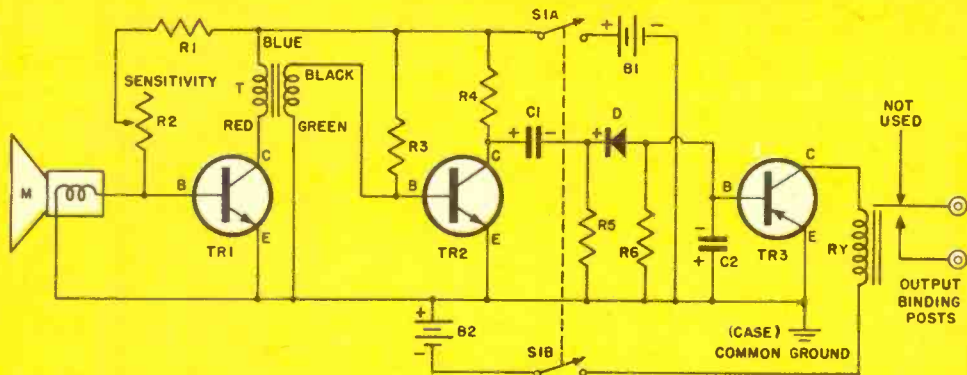 S1A
+ -
B1
R1
BLUE
BLACK
SENSITIVITY
T
R2
RED
GREEN
R3
R4
C1
+ -
D
+
NOT
USED
M
B
C
E
TR1
B
C
E
TR2
R5
R6
B
C
E
TR3
-
+
C2
RY
OUTPUT
BINDING
POSTS
+
-
B2
S1B
(CASE)
COMMON GROUND